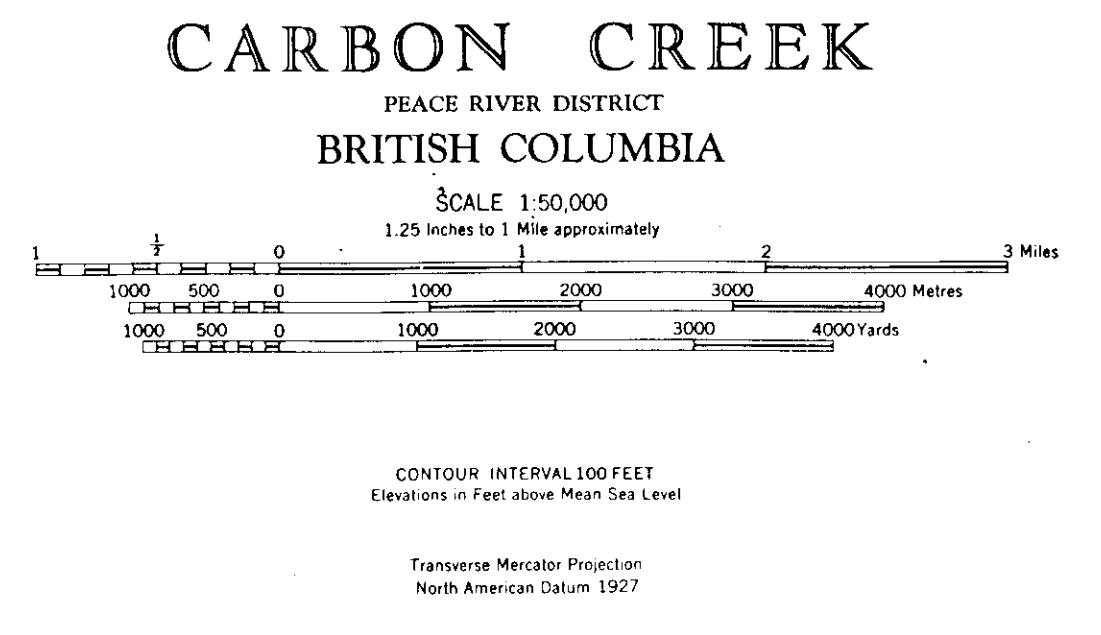 CARBON CREEK
PEACE RIVER DISTRICT
BRITISH COLUMBIA
SCALE 1:50,000
1.25 Inches to 1 Mile approximately
1 1/2 0 1 2 3 Miles
1000 500 0 1000 2000 3000 4000 Metres
1000 500 0 1000 2000 3000 4000 Yards
CONTOUR INTERVAL 100 FEET
Elevations in Feet above Mean Sea Level
Transverse Mercator Projection
North American Datum 1927